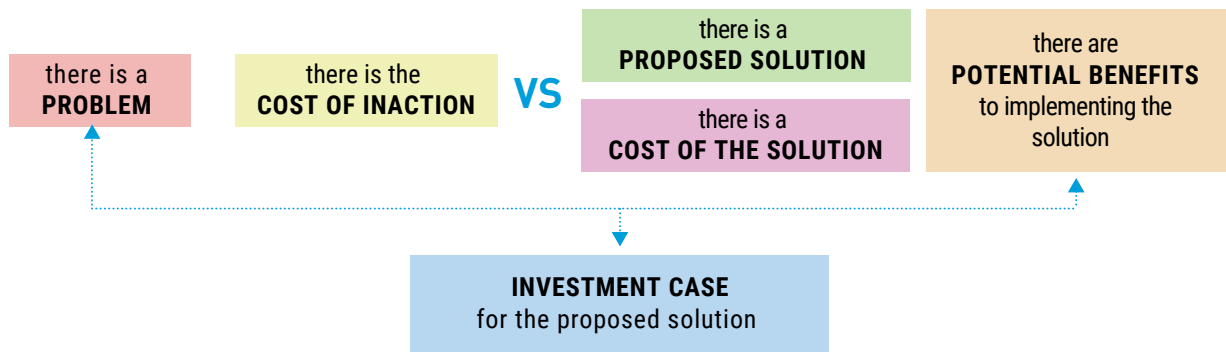 there is a
PROBLEM
there is the
COST OF INACTION
VS
there is a
PROPOSED SOLUTION
there is a
COST OF THE SOLUTION
there are
POTENTIAL BENEFITS
to implementing the
solution
INVESTMENT CASE
for the proposed solution